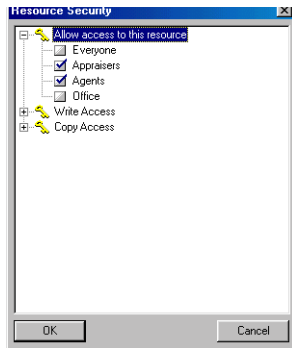 Resource Security
Allow access to this resource
Everyone
Appraisers
Agents
Office
Write Access
Copy Access
OK
Cancel